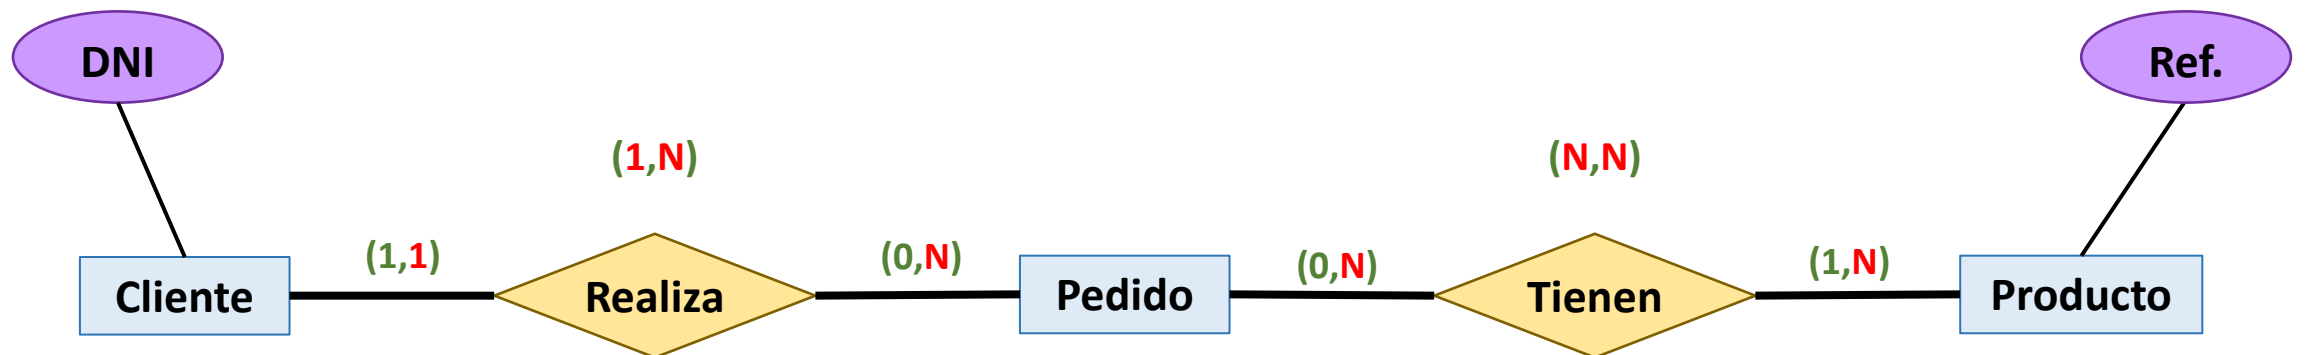 DNI
Ref.
(1,N)
(N,N)
(1,1)
(0,N)
(0,N)
(1,N)
Cliente
Realiza
Pedido
Tienen
Producto